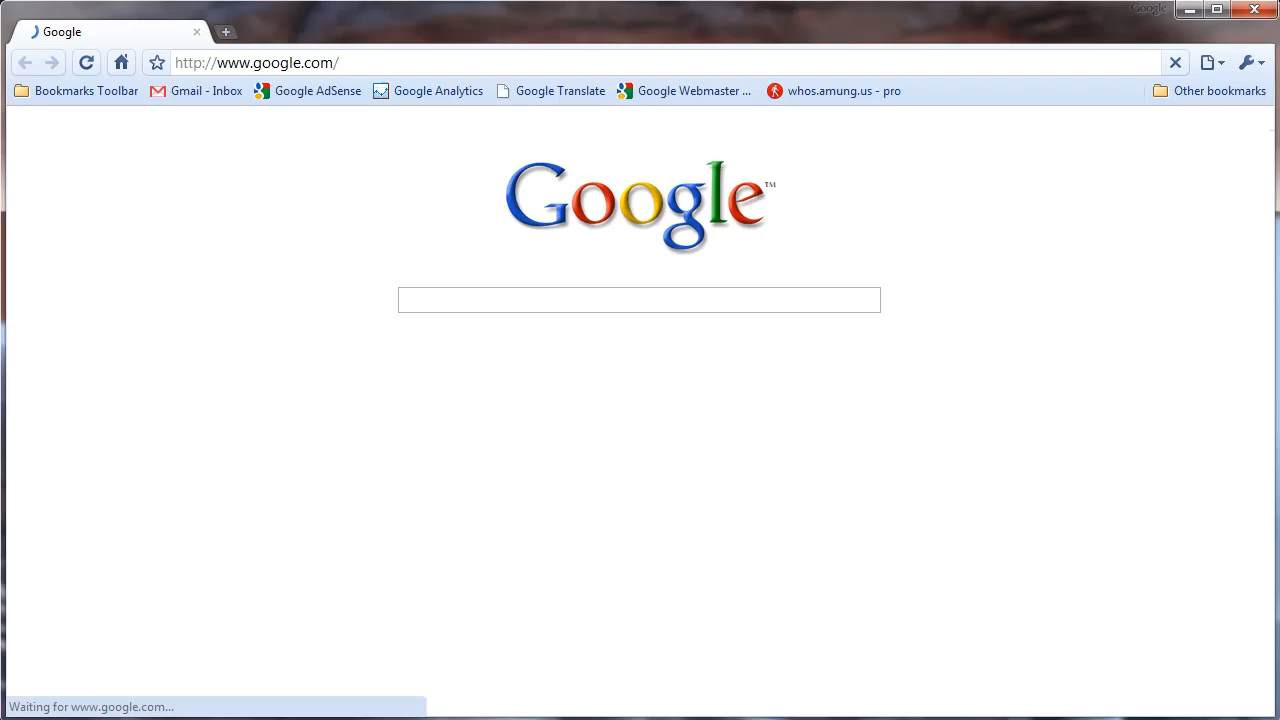 Google
Google
http://www.google.com/
Bookmarks Toolbar
Gmail - Inbox
Google AdSense
Google Analytics
Google Translate
Google Webmaster ...
whos.amung.us - pro
Other bookmarks
Google™
Waiting for www.google.com...